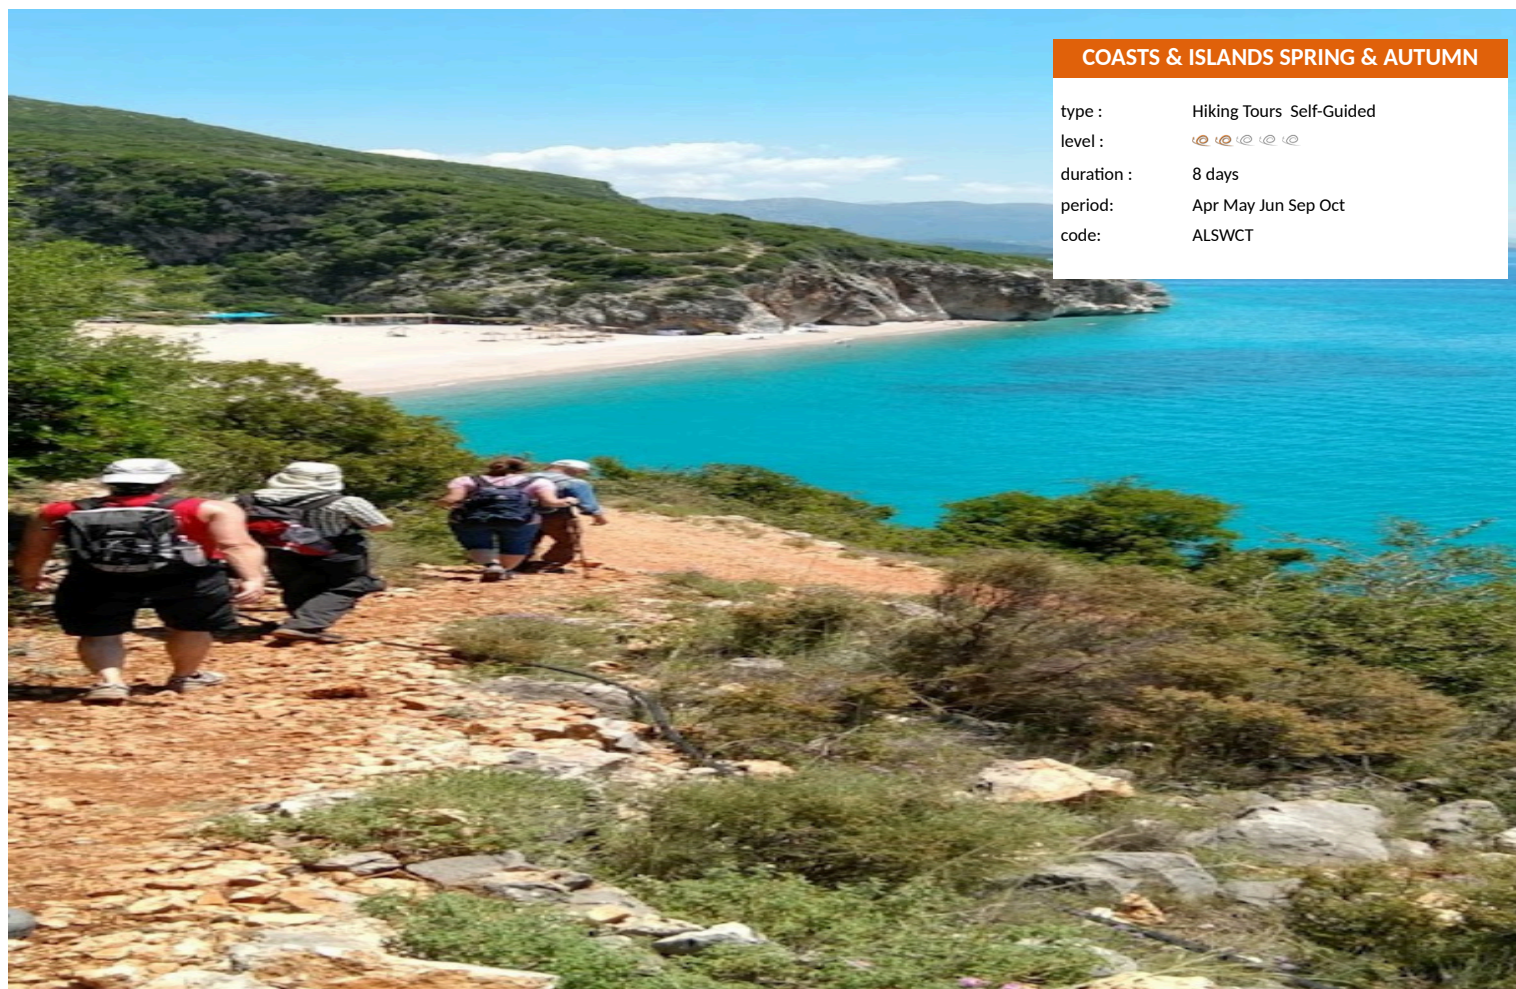 COASTS & ISLANDS SPRING & AUTUMN
type : Hiking Tours  Self-Guided
level :
duration : 8 days
period: Apr May Jun Sep Oct
code: ALSWCT